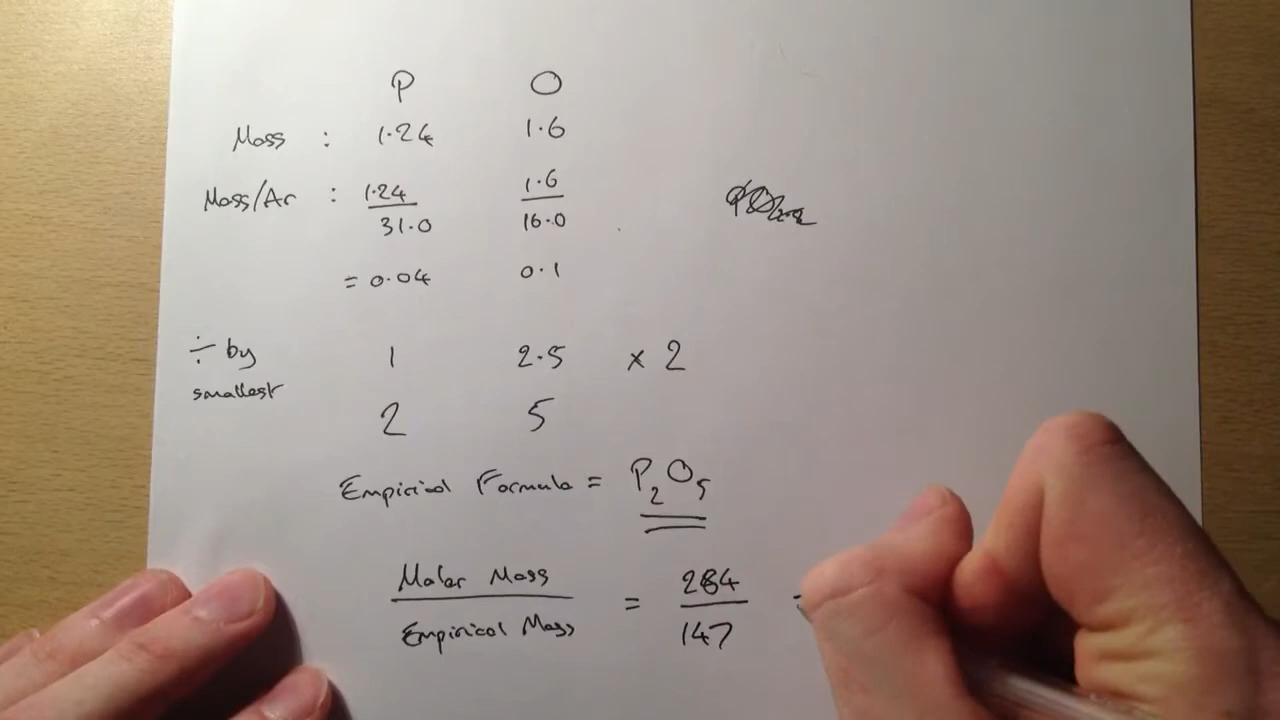 P O
Mass : 1.24 1.6
Mass/Ar : 1.24/31.0 1.6/16.0
= 0.04 0.1
÷ by smallest 1 2.5 x 2
2 5
Empirical Formula = P₂O₅
Molar Mass / Empirical Mass = 284/147 =